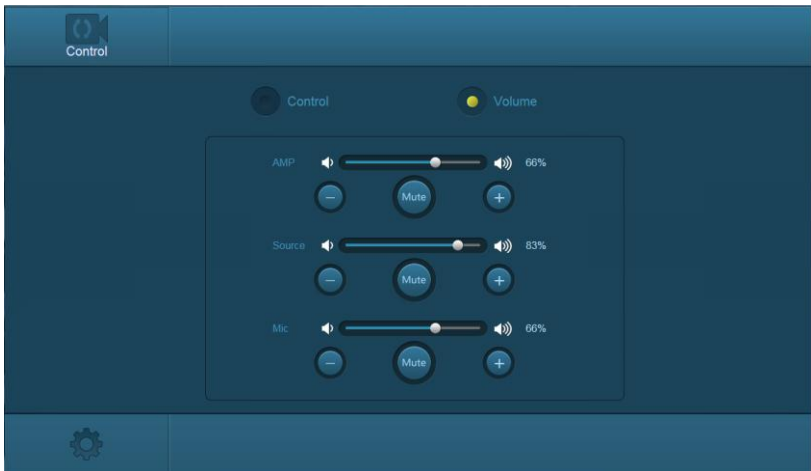 Control
Control Volume
AMP 66%
− Mute +
Source 83%
− Mute +
Mic 66%
− Mute +